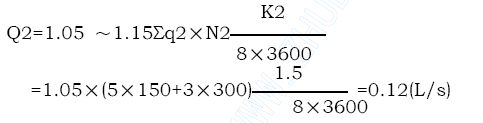 Q2=1.05 ~1.15Σq2×N2 K2/8×3600
=1.05×(5×150+3×300) 1.5/8×3600 =0.12(L/s)